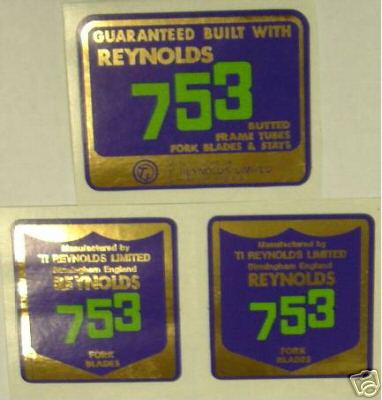 GUARANTEED BUILT WITH
REYNOLDS
753
BUTTED
FRAME TUBES
FORK BLADES & STAYS
TI
TI REYNOLDS LIMITED
Manufactured by
TI REYNOLDS LIMITED
Birmingham England
REYNOLDS
753
FORK
BLADES
Manufactured by
TI REYNOLDS LIMITED
Birmingham England
REYNOLDS
753
FORK
BLADES